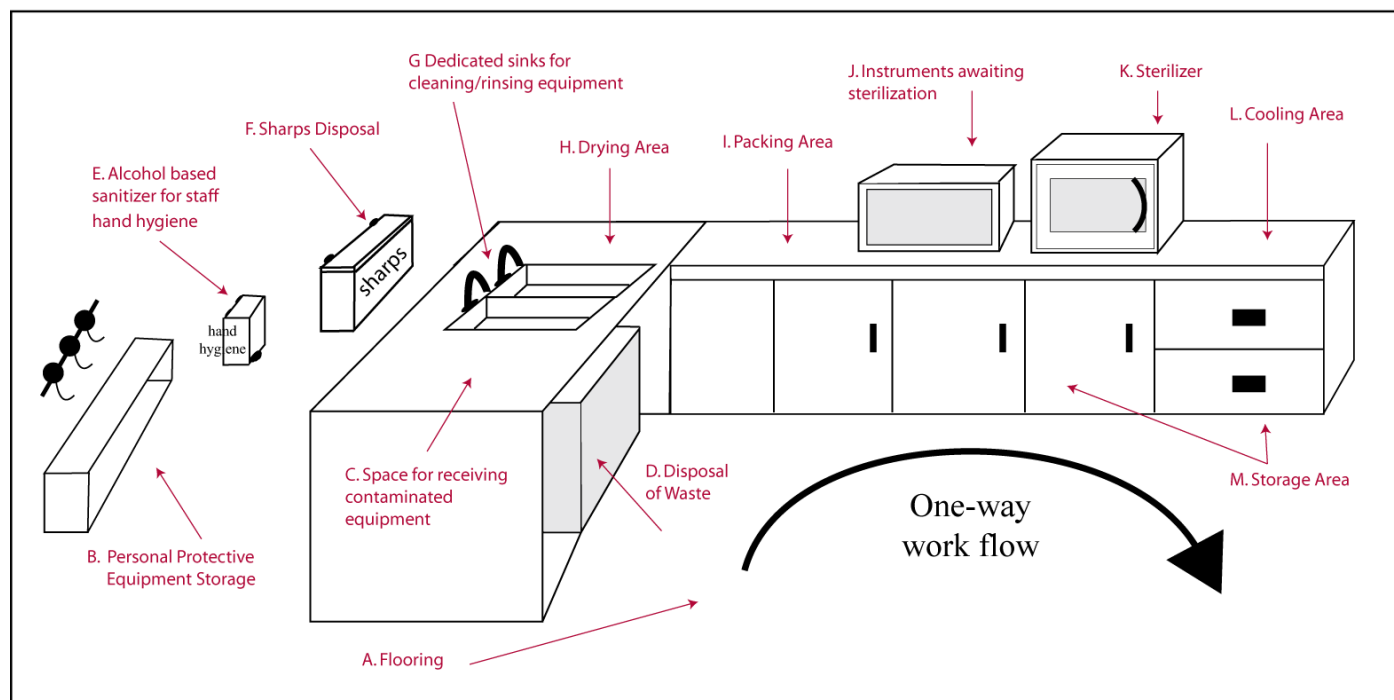 G Dedicated sinks for
cleaning/rinsing equipment
J. Instruments awaiting
sterilization
K. Sterilizer
F. Sharps Disposal
H. Drying Area
I. Packing Area
L. Cooling Area
E. Alcohol based
sanitizer for staff
hand hygiene
sharps
hand
hygiene
C. Space for receiving
contaminated
equipment
D. Disposal
of Waste
M. Storage Area
One-way
work flow
B. Personal Protective
Equipment Storage
A. Flooring